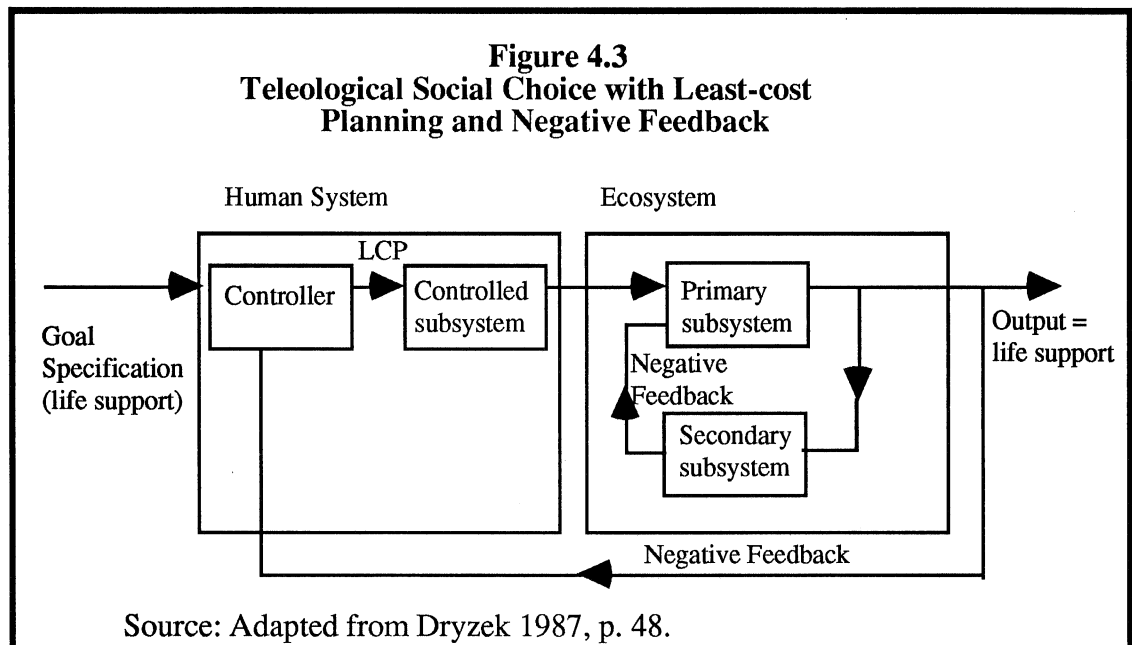 Figure 4.3
Teleological Social Choice with Least-cost
Planning and Negative Feedback
Human System
Ecosystem
LCP
Controller
Controlled
subsystem
Primary
subsystem
Goal
Specification
(life support)
Output =
life support
Negative
Feedback
Secondary
subsystem
Negative Feedback
Source: Adapted from Dryzek 1987, p. 48.